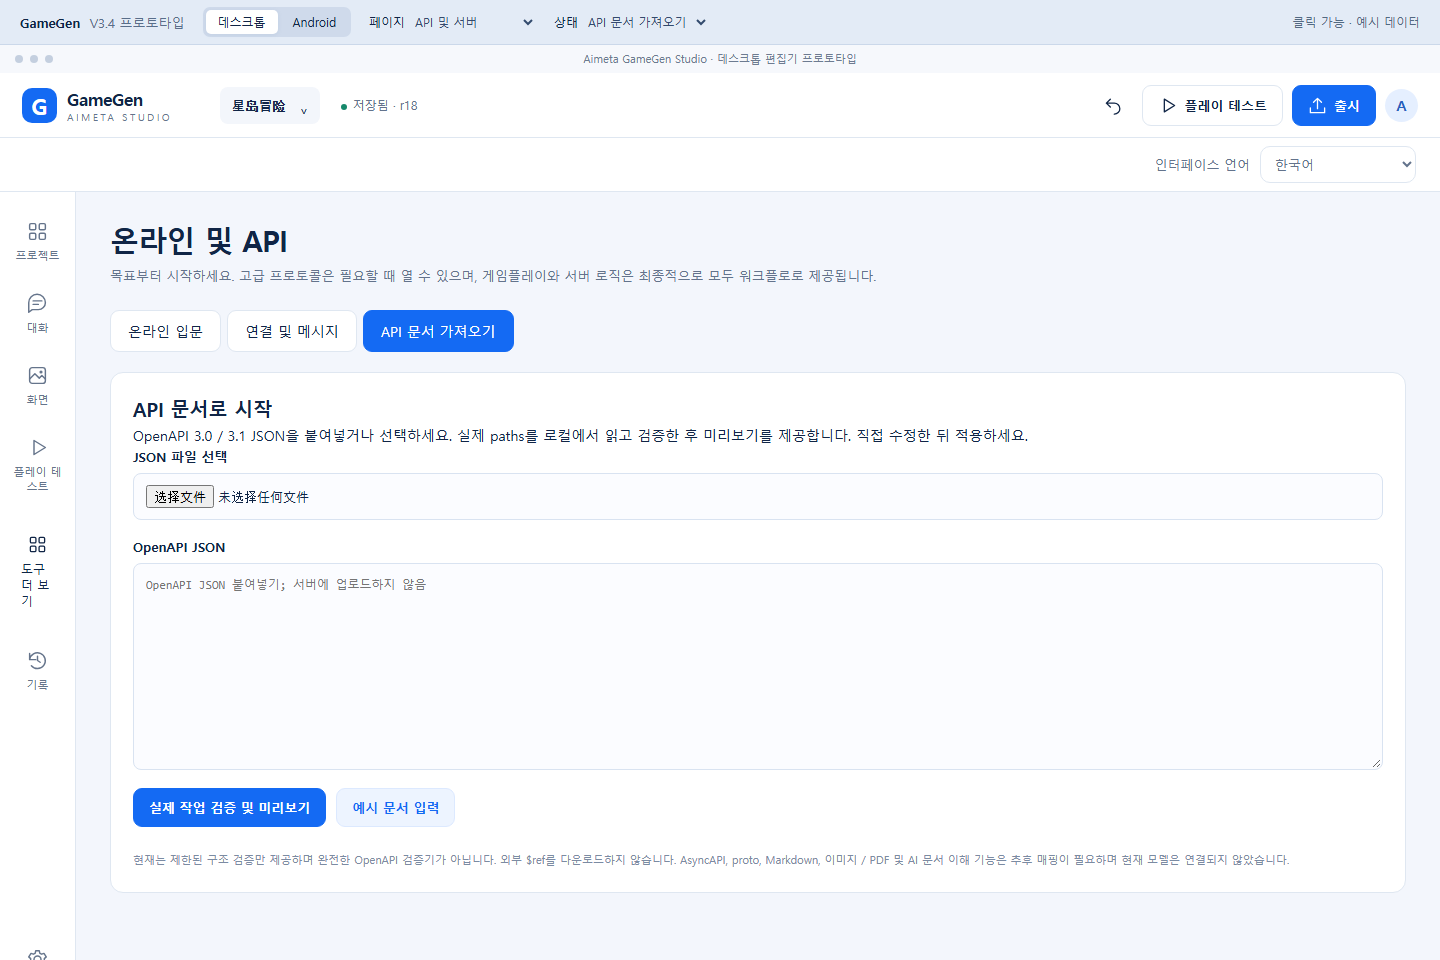 GameGen V3.4 프로토타입 데스크톱 Android 페이지 API 및 서버 상태 API 문서 가져오기 클릭 가능 · 예시 데이터
Aimeta GameGen Studio · 데스크톱 편집기 프로토타입
G GameGen
AIMETA STUDIO
星岛冒险
저장됨 · r18
플레이 테스트
출시
A
인터페이스 언어 한국어
프로젝트
대화
화면
플레이 테
스트
도구
더 보
기
기록
온라인 및 API
목표부터 시작하세요. 고급 프로토콜은 필요할 때 열 수 있으며, 게임플레이와 서버 로직은 최종적으로 모두 워크플로로 제공됩니다.
온라인 입문 연결 및 메시지 API 문서 가져오기
API 문서로 시작
OpenAPI 3.0 / 3.1 JSON을 붙여넣거나 선택하세요. 실제 paths를 로컬에서 읽고 검증한 후 미리보기를 제공합니다. 직접 수정한 뒤 적용하세요.
JSON 파일 선택
选择文件 未选择任何文件
OpenAPI JSON
OpenAPI JSON 붙여넣기; 서버에 업로드하지 않음
실제 작업 검증 및 미리보기 예시 문서 입력
현재는 제한된 구조 검증만 제공하며 완전한 OpenAPI 검증기가 아닙니다. 외부 $ref를 다운로드하지 않습니다. AsyncAPI, proto, Markdown, 이미지 / PDF 및 AI 문서 이해 기능은 추후 매핑이 필요하며 현재 모델은 연결되지 않았습니다.